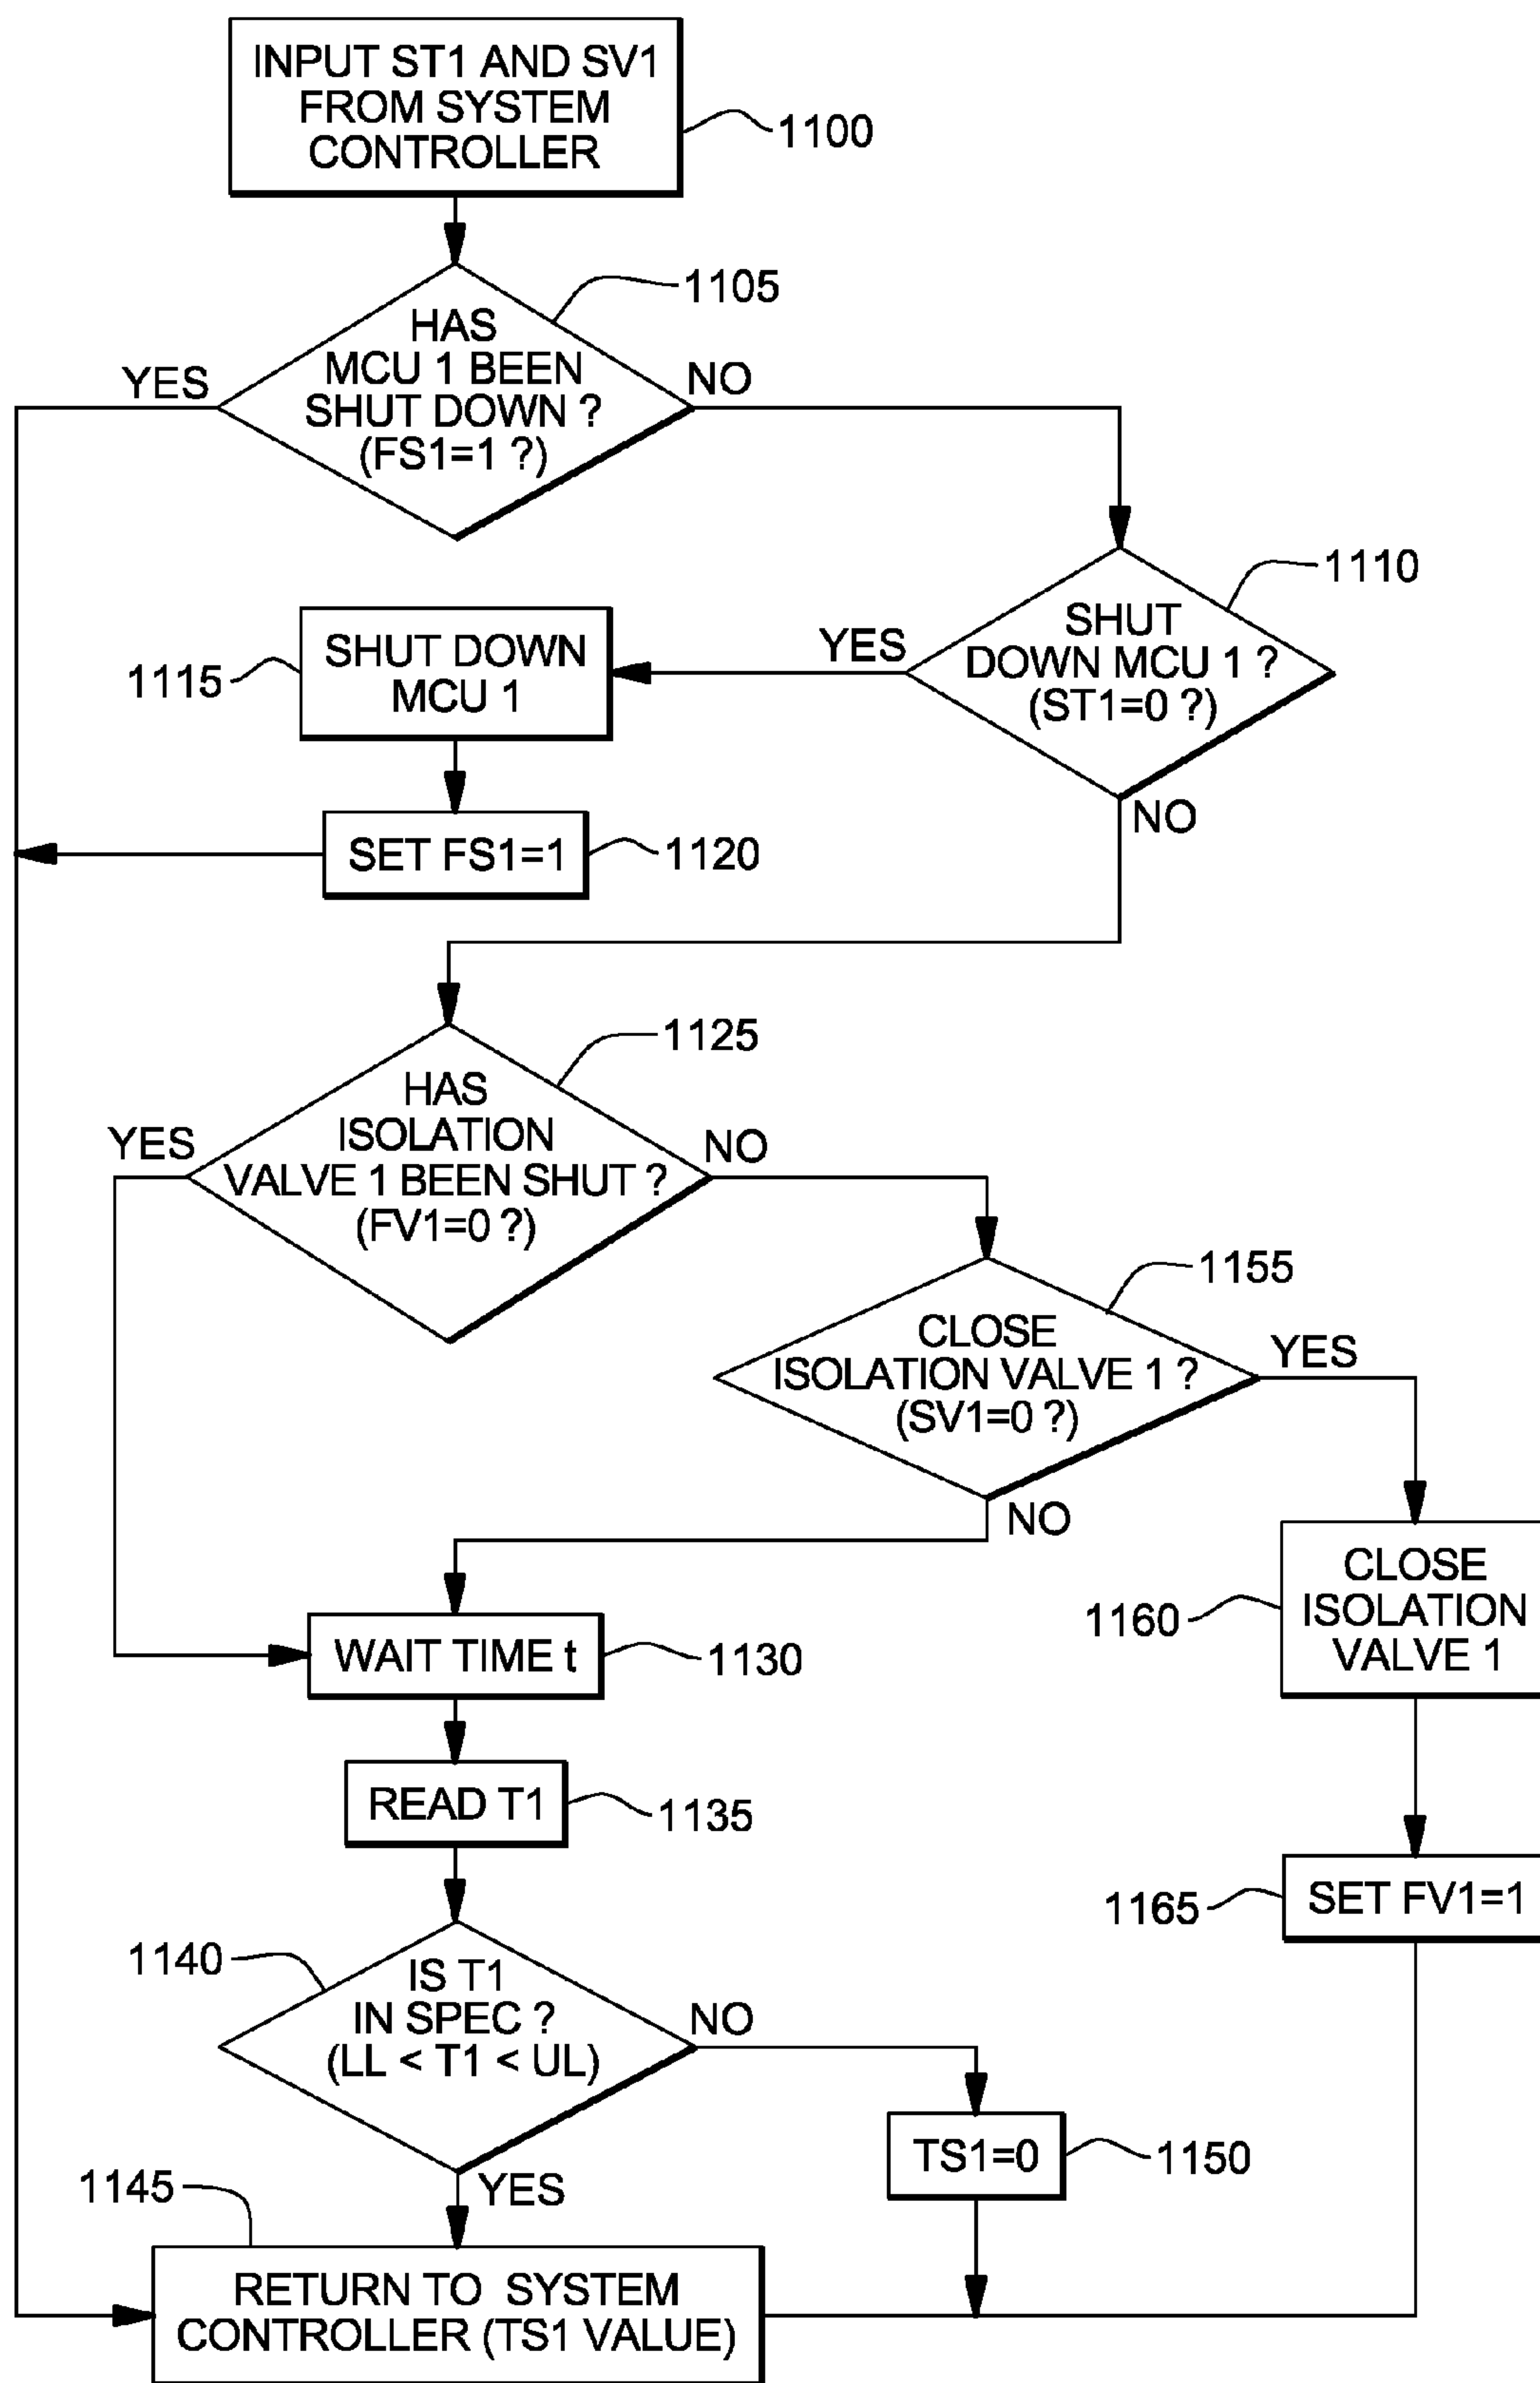 INPUT ST1 AND SV1
FROM SYSTEM
CONTROLLER
1100
1105
HAS
MCU 1 BEEN
SHUT DOWN ?
(FS1=1 ?)
YES
NO
1110
SHUT
DOWN MCU 1 ?
(ST1=0 ?)
YES
NO
1115
SHUT DOWN
MCU 1
SET FS1=1
1120
1125
HAS
ISOLATION
VALVE 1 BEEN SHUT ?
(FV1=0 ?)
YES
NO
1155
CLOSE
ISOLATION VALVE 1 ?
(SV1=0 ?)
YES
NO
1160
CLOSE
ISOLATION
VALVE 1
WAIT TIME t
1130
READ T1
1135
1165
SET FV1=1
1140
IS T1
IN SPEC ?
(LL < T1 < UL)
NO
YES
TS1=0
1150
1145
RETURN TO SYSTEM
CONTROLLER (TS1 VALUE)